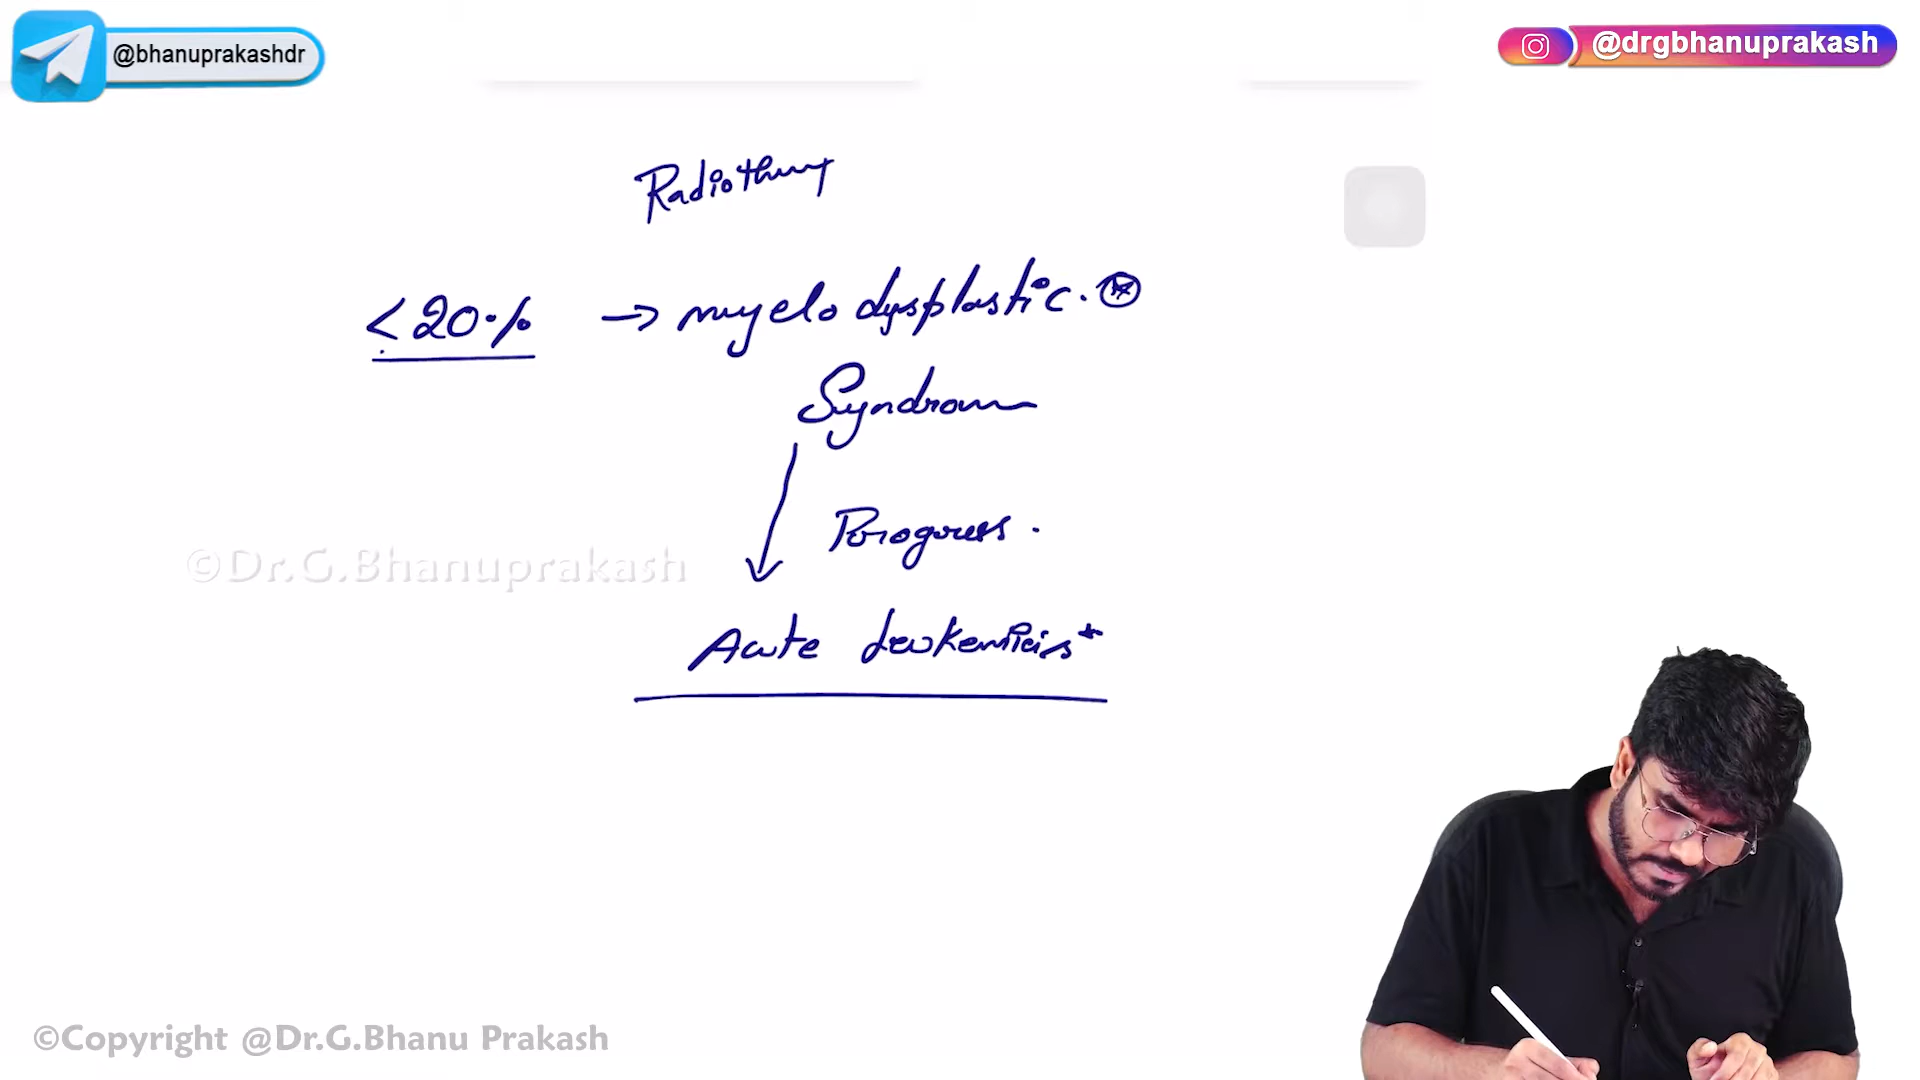 @bhanuprakashdr
@drgbhanuprakash
Radiotherapy
<20% → myelodysplastic.
Syndrome
Progress.
©Dr.G.Bhanuprakash
Acute Leukemias*
©Copyright @Dr.G.Bhanu Prakash